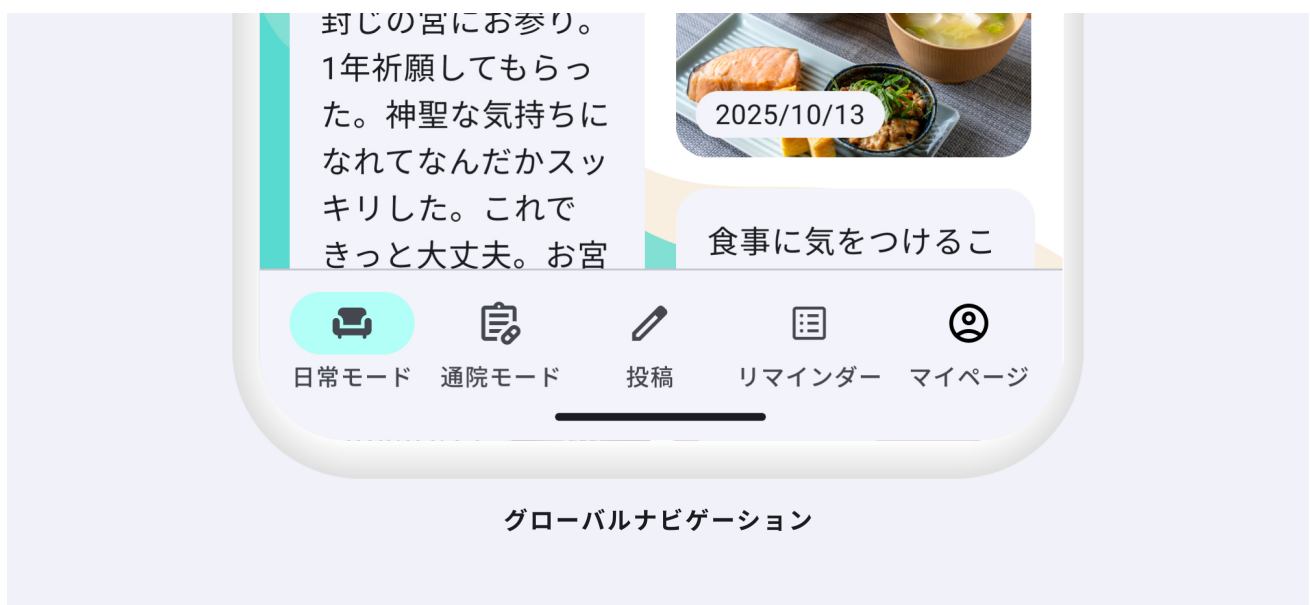 封じの宮にお参り。
1年祈願してもらっ
た。神聖な気持ちに
なれてなんだかスッ
キリした。これで
きっと大丈夫。お宮
2025/10/13
食事に気をつけるこ
日常モード
通院モード
投稿
リマインダー
マイページ
グローバルナビゲーション